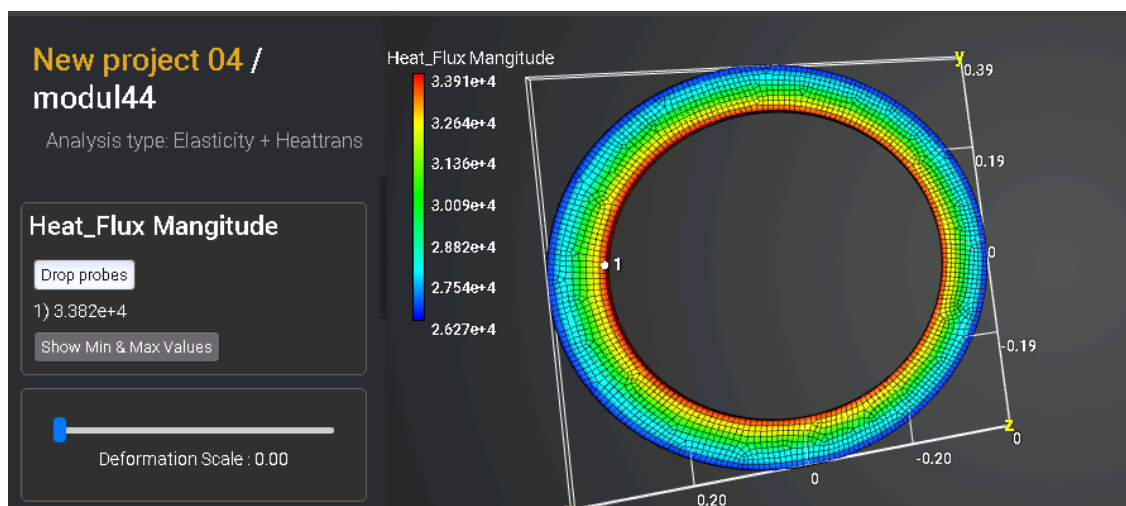 New project 04 /
modul44
Analysis type: Elasticity + Heattrans
Heat_Flux Mangitude
Drop probes
1) 3.382e+4
Show Min & Max Values
Deformation Scale : 0.00
Heat_Flux Mangitude
3.391e+4
3.264e+4
3.136e+4
3.009e+4
2.882e+4
2.754e+4
2.627e+4
1
y
0.39
0.19
0
-0.19
z
0
-0.20
0
0.20